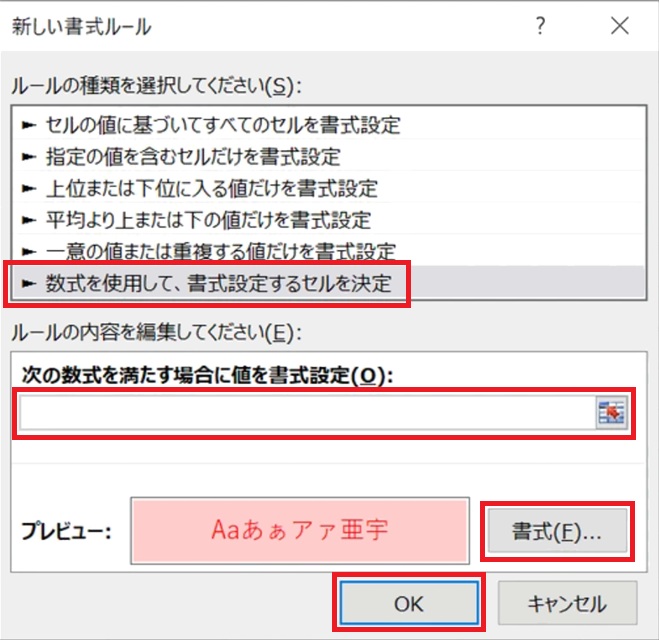 新しい書式ルール ? ×
ルールの種類を選択してください(S):
► セルの値に基づいてすべてのセルを書式設定
► 指定の値を含むセルだけを書式設定
► 上位または下位に入る値だけを書式設定
► 平均より上または下の値だけを書式設定
► 一意の値または重複する値だけを書式設定
► 数式を使用して、書式設定するセルを決定
ルールの内容を編集してください(E):
次の数式を満たす場合に値を書式設定(O):
プレビュー: Aaあぁアァ亜宇 書式(F)...
OK キャンセル